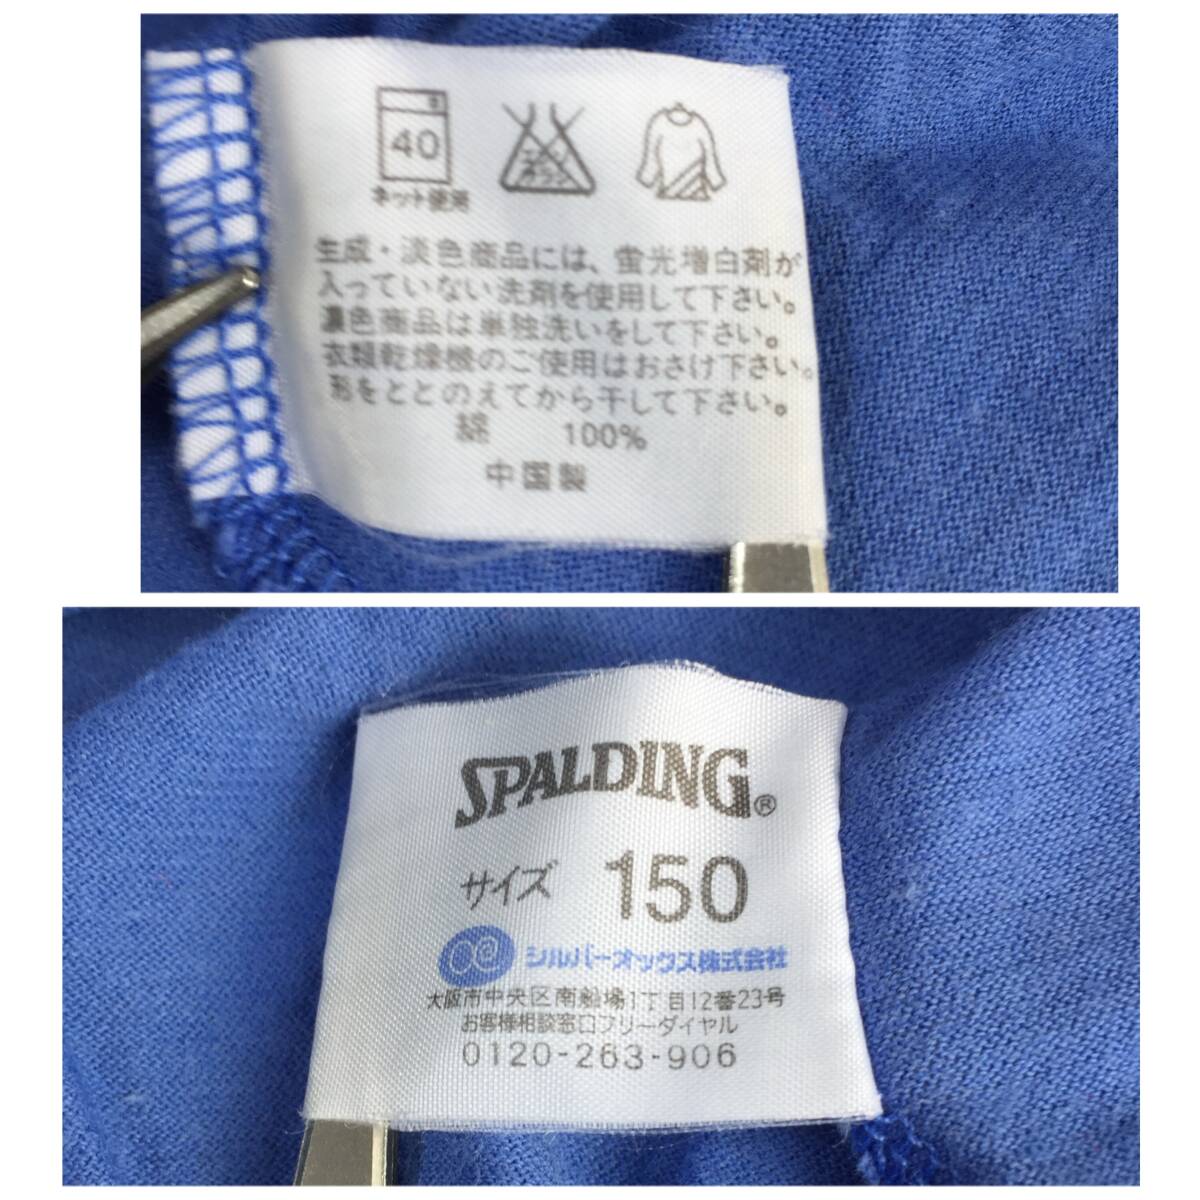 40
ネット使用
エンソ
サラシ
生成・淡色商品には、蛍光増白剤が
入っていない洗剤を使用して下さい。
濃色商品は単独洗いをして下さい。
衣類乾燥機のご使用はおさけ下さい。
形をととのえてから干して下さい。
綿 100%
中国製
SPALDING®
サイズ 150
シルバーオックス株式会社
大阪市中央区南船場1丁目12番23号
お客様相談窓口フリーダイヤル
0120-263-906